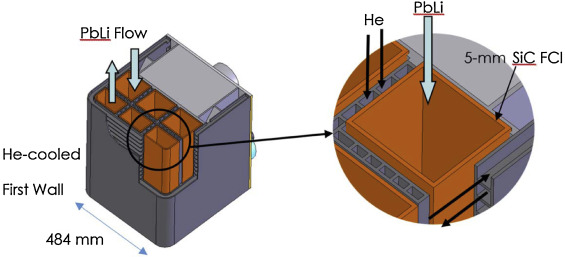 PbLi Flow
He-cooled
First Wall
484 mm
He
PbLi
5-mm SiC FCI